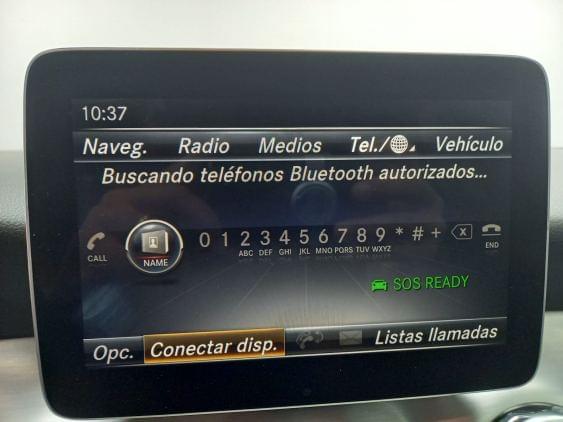 10:37
Naveg. Radio Medios Tel./ Vehículo
Buscando teléfonos Bluetooth autorizados...
CALL NAME 0 1 2 3 4 5 6 7 8 9 * # + END
ABC DEF GHI JKL MNO PQRS TUV WXYZ
SOS READY
Opc. Conectar disp. Listas llamadas